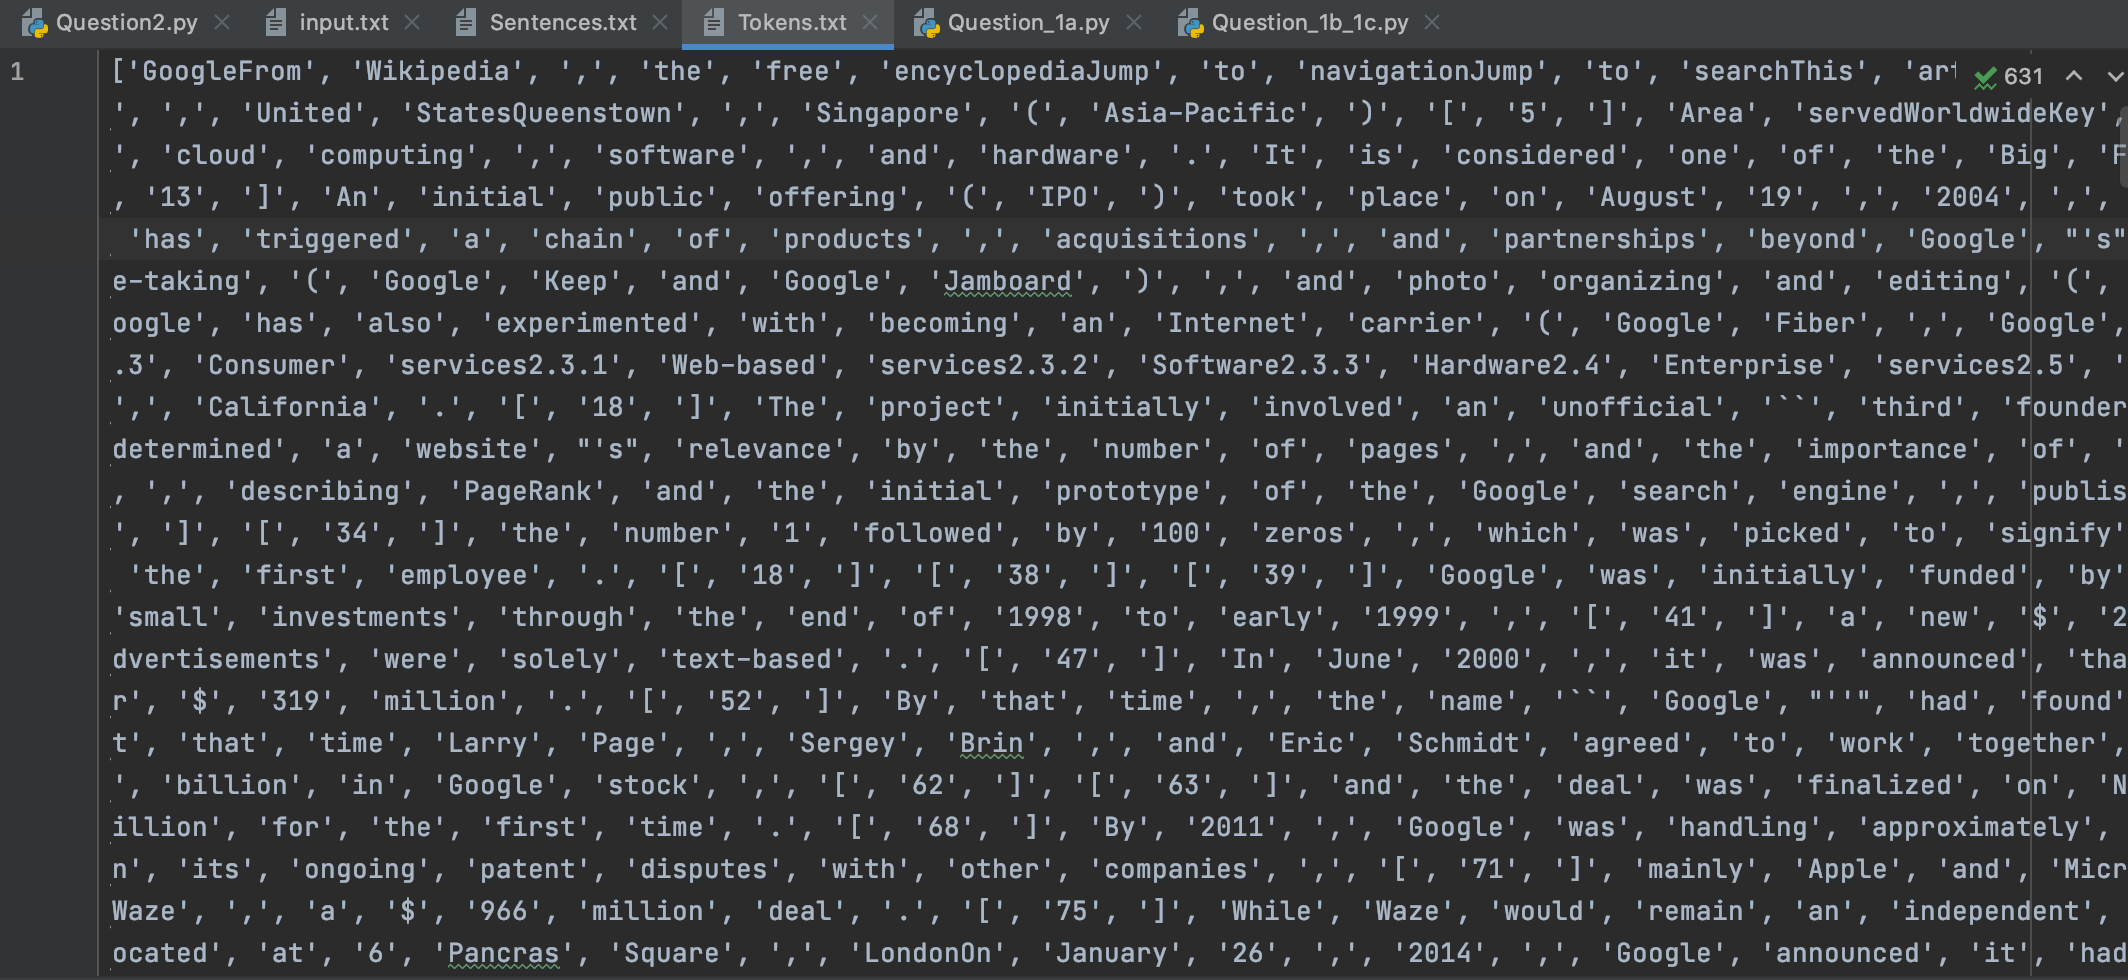 Question2.py input.txt Sentences.txt Tokens.txt Question_1a.py Question_1b_1c.py
1 ['GoogleFrom', 'Wikipedia', ',', 'the', 'free', 'encyclopediaJump', 'to', 'navigationJump', 'to', 'searchThis', 'art 631
', ',', 'United', 'StatesQueenstown', ',', 'Singapore', '(', 'Asia-Pacific', ')', '[', '5', ']', 'Area', 'servedWorldwideKey',
', 'cloud', 'computing', ',', 'software', ',', 'and', 'hardware', '.', 'It', 'is', 'considered', 'one', 'of', 'the', 'Big', 'F
, '13', ']', 'An', 'initial', 'public', 'offering', '(', 'IPO', ')', 'took', 'place', 'on', 'August', '19', ',', '2004', ',',
'has', 'triggered', 'a', 'chain', 'of', 'products', ',', 'acquisitions', ',', 'and', 'partnerships', 'beyond', 'Google', "'s"
e-taking', '(', 'Google', 'Keep', 'and', 'Google', 'Jamboard', ')', ',', 'and', 'photo', 'organizing', 'and', 'editing', '(',
oogle', 'has', 'also', 'experimented', 'with', 'becoming', 'an', 'Internet', 'carrier', '(', 'Google', 'Fiber', ',', 'Google',
.3', 'Consumer', 'services2.3.1', 'Web-based', 'services2.3.2', 'Software2.3.3', 'Hardware2.4', 'Enterprise', 'services2.5', '
',', 'California', '.', '[', '18', ']', 'The', 'project', 'initially', 'involved', 'an', 'unofficial', '``', 'third', 'founder
determined', 'a', 'website', "'s", 'relevance', 'by', 'the', 'number', 'of', 'pages', ',', 'and', 'the', 'importance', 'of', '
, ',', 'describing', 'PageRank', 'and', 'the', 'initial', 'prototype', 'of', 'the', 'Google', 'search', 'engine', ',', 'publis
', ']', '[', '34', ']', 'the', 'number', '1', 'followed', 'by', '100', 'zeros', ',', 'which', 'was', 'picked', 'to', 'signify'
'the', 'first', 'employee', '.', '[', '18', ']', '[', '38', ']', '[', '39', ']', 'Google', 'was', 'initially', 'funded', 'by'
'small', 'investments', 'through', 'the', 'end', 'of', '1998', 'to', 'early', '1999', ',', '[', '41', ']', 'a', 'new', '$', '2
dvertisements', 'were', 'solely', 'text-based', '.', '[', '47', ']', 'In', 'June', '2000', ',', 'it', 'was', 'announced', 'tha
r', '$', '319', 'million', '.', '[', '52', ']', 'By', 'that', 'time', ',', 'the', 'name', '``', 'Google', "''", 'had', 'found
t', 'that', 'time', 'Larry', 'Page', ',', 'Sergey', 'Brin', ',', 'and', 'Eric', 'Schmidt', 'agreed', 'to', 'work', 'together',
', 'billion', 'in', 'Google', 'stock', ',', '[', '62', ']', '[', '63', ']', 'and', 'the', 'deal', 'was', 'finalized', 'on', 'N
illion', 'for', 'the', 'first', 'time', '.', '[', '68', ']', 'By', '2011', ',', 'Google', 'was', 'handling', 'approximately',
n', 'its', 'ongoing', 'patent', 'disputes', 'with', 'other', 'companies', ',', '[', '71', ']', 'mainly', 'Apple', 'and', 'Micr
Waze', ',', 'a', '$', '966', 'million', 'deal', '.', '[', '75', ']', 'While', 'Waze', 'would', 'remain', 'an', 'independent',
ocated', 'at', '6', 'Pancras', 'Square', ',', 'LondonOn', 'January', '26', ',', '2014', ',', 'Google', 'announced', 'it', 'had